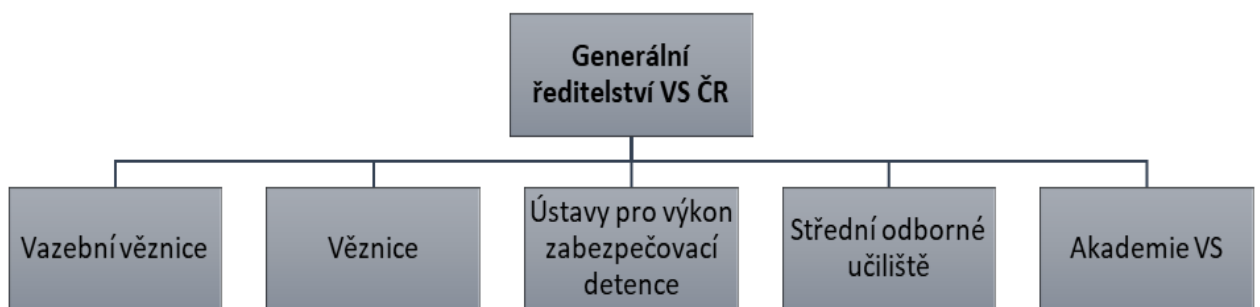 Generální
ředitelství VS ČR
Vazební věznice
Věznice
Ústavy pro výkon
zabezpečovací
detence
Střední odborné
učiliště
Akademie VS